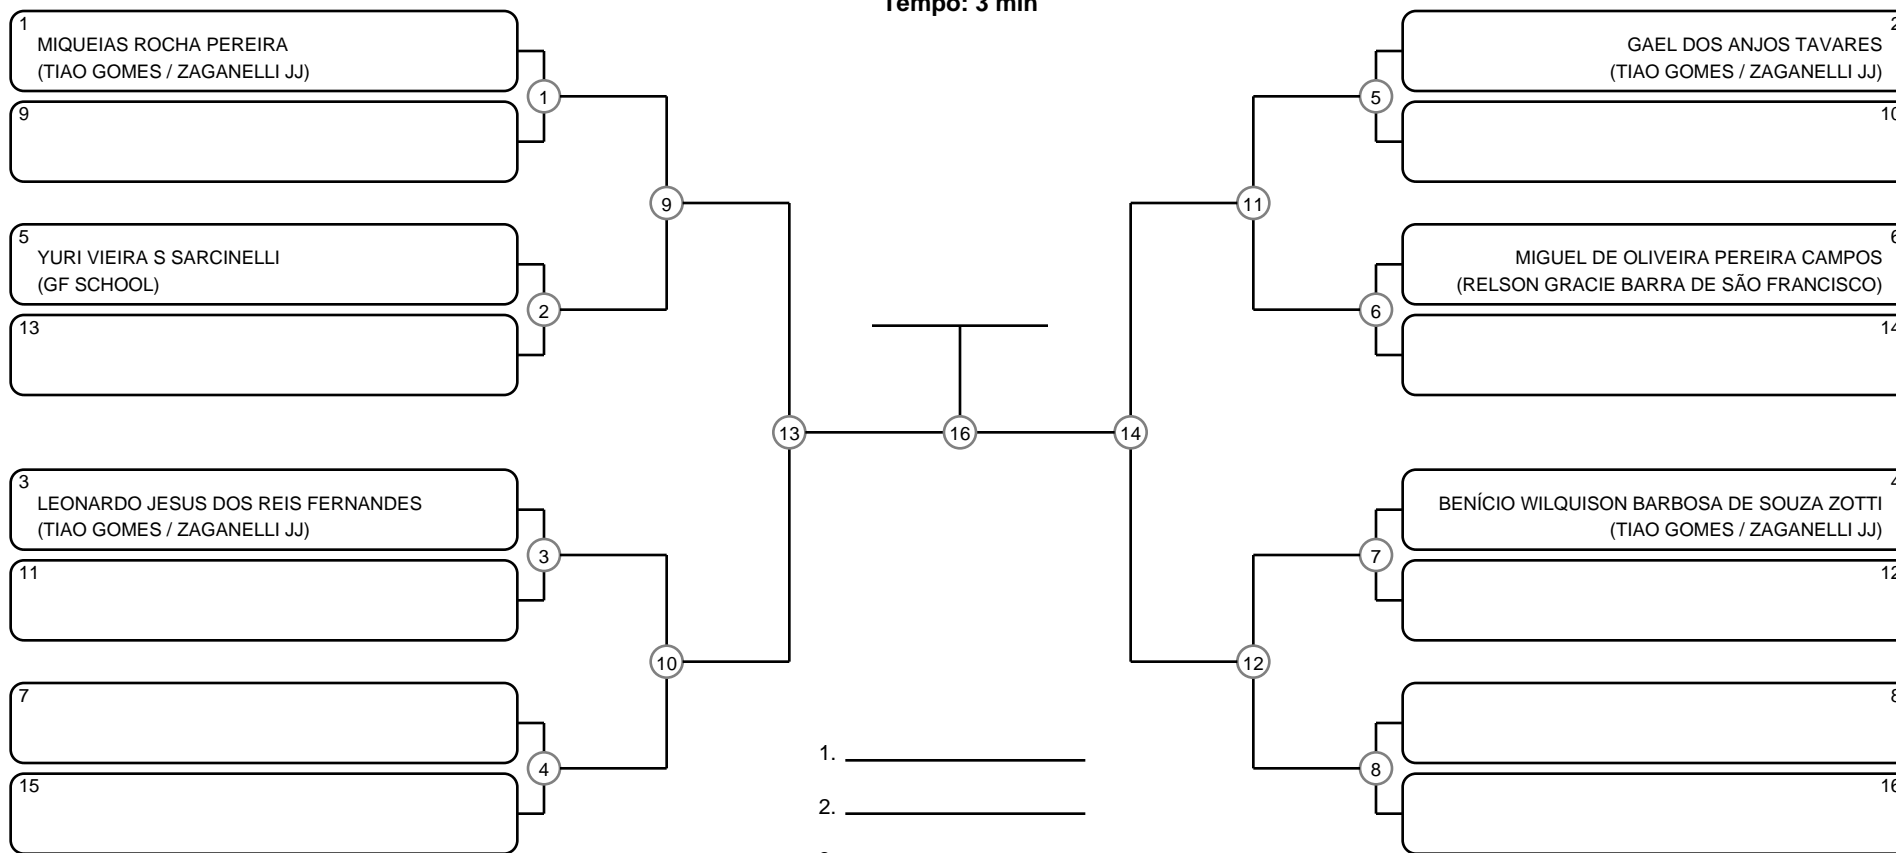 Tempo: 3 min
1
MIQUEIAS ROCHA PEREIRA
(TIAO GOMES / ZAGANELLI JJ)
9
1
5
YURI VIEIRA S SARCINELLI
(GF SCHOOL)
13
2
9
3
LEONARDO JESUS DOS REIS FERNANDES
(TIAO GOMES / ZAGANELLI JJ)
11
3
7
15
4
10
13
16
14
2
GAEL DOS ANJOS TAVARES
(TIAO GOMES / ZAGANELLI JJ)
10
5
6
MIGUEL DE OLIVEIRA PEREIRA CAMPOS
(RELSON GRACIE BARRA DE SÃO FRANCISCO)
14
6
11
4
BENÍCIO WILQUISON BARBOSA DE SOUZA ZOTTI
(TIAO GOMES / ZAGANELLI JJ)
12
7
8
16
8
12
1.
2.